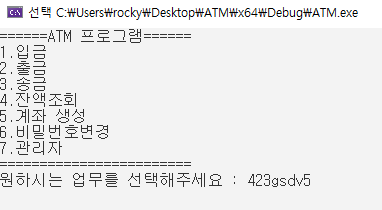 선택 C:₩Users₩rocky₩Desktop₩ATM₩x64₩Debug₩ATM.exe
======ATM 프로그램======
1.입금
2.출금
3.송금
4.잔액조회
5.계좌 생성
6.비밀번호변경
7.관리자
========================
원하시는 업무를 선택해주세요 : 423gsdv5